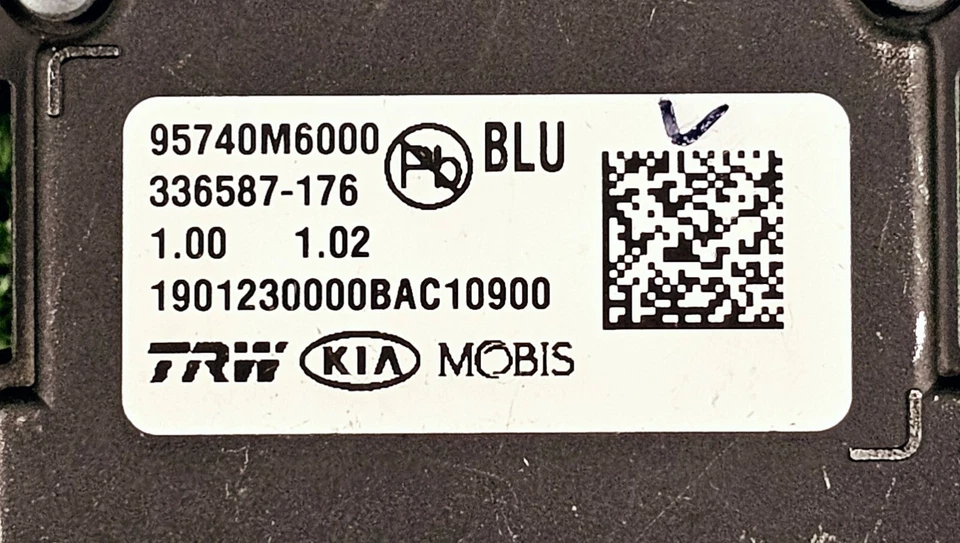 95740M6000
Pb
BLU
336587-176
1.00 1.02
1901230000BAC10900
TRW KIA MOBIS